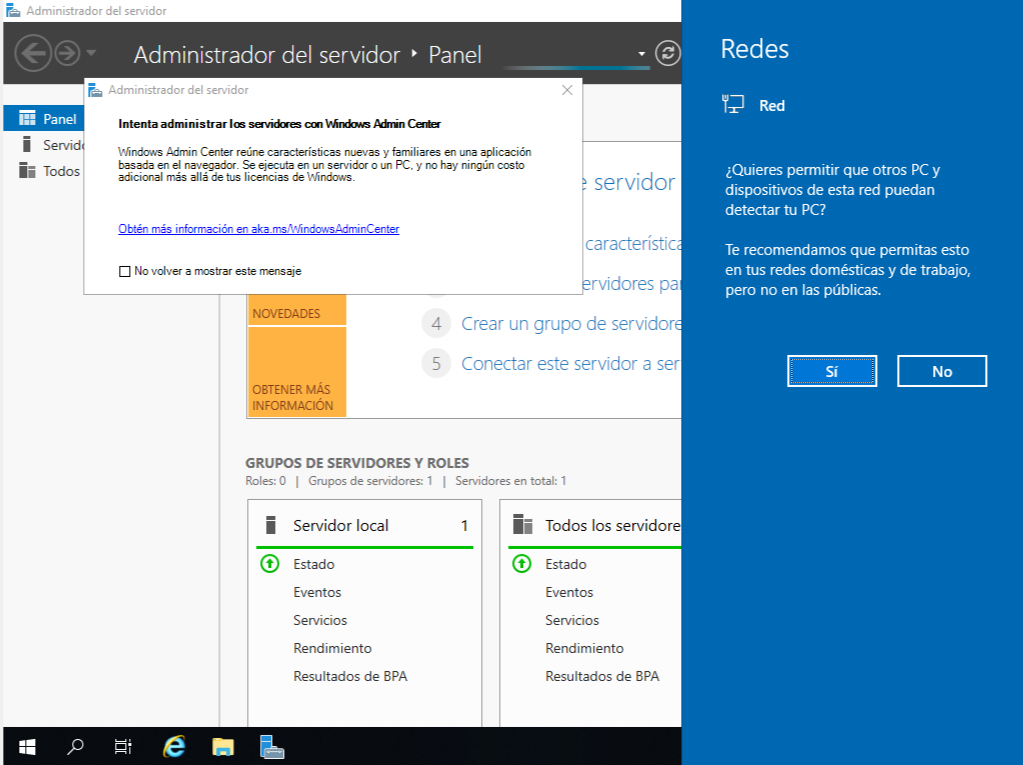 Administrador del servidor
Administrador del servidor ‣ Panel
Administrador del servidor
Intenta administrar los servidores con Windows Admin Center
Windows Admin Center reúne características nuevas y familiares en una aplicación
basada en el navegador. Se ejecuta en un servidor o un PC, y no hay ningún costo
adicional más allá de tus licencias de Windows.
Obtén más información en aka.ms/WindowsAdminCenter
No volver a mostrar este mensaje
Panel
Servido
Todos
servidor
característica
ervidores par
NOVEDADES
4 Crear un grupo de servidore
5 Conectar este servidor a ser
OBTENER MÁS
INFORMACIÓN
GRUPOS DE SERVIDORES Y ROLES
Roles: 0 | Grupos de servidores: 1 | Servidores en total: 1
Servidor local 1
Estado
Eventos
Servicios
Rendimiento
Resultados de BPA
Todos los servidore
Estado
Eventos
Servicios
Rendimiento
Resultados de BPA
Redes
Red
¿Quieres permitir que otros PC y
dispositivos de esta red puedan
detectar tu PC?
Te recomendamos que permitas esto
en tus redes domésticas y de trabajo,
pero no en las públicas.
Sí
No